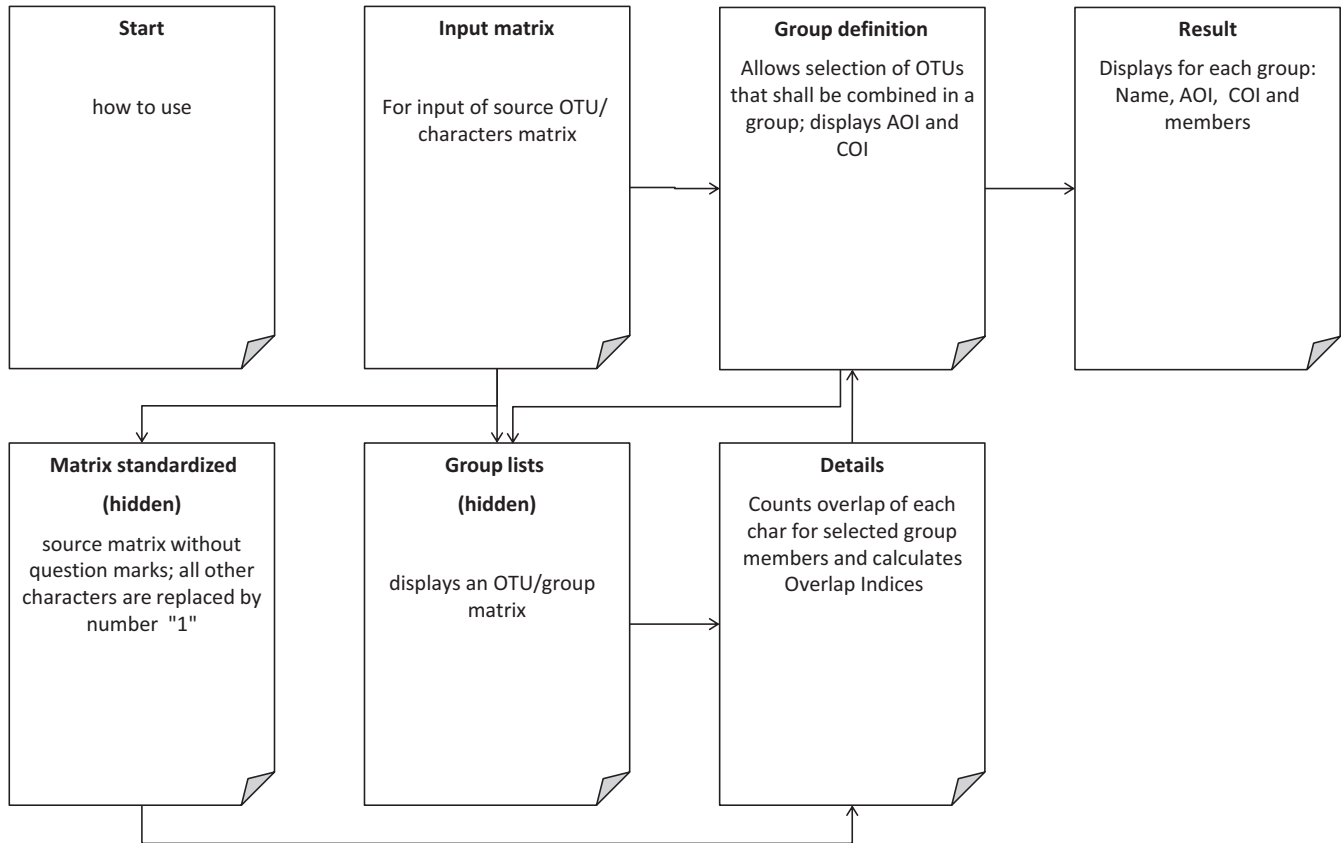 Start
how to use
Input matrix
For input of source OTU/
characters matrix
Group definition
Allows selection of OTUs
that shall be combined in a
group; displays AOI and
COI
Result
Displays for each group:
Name, AOI,  COI and
members
Matrix standardized
(hidden)
source matrix without
question marks; all other
characters are replaced by
number  "1"
Group lists
(hidden)
displays an OTU/group
matrix
Details
Counts overlap of each
char for selected group
members and calculates
Overlap Indices